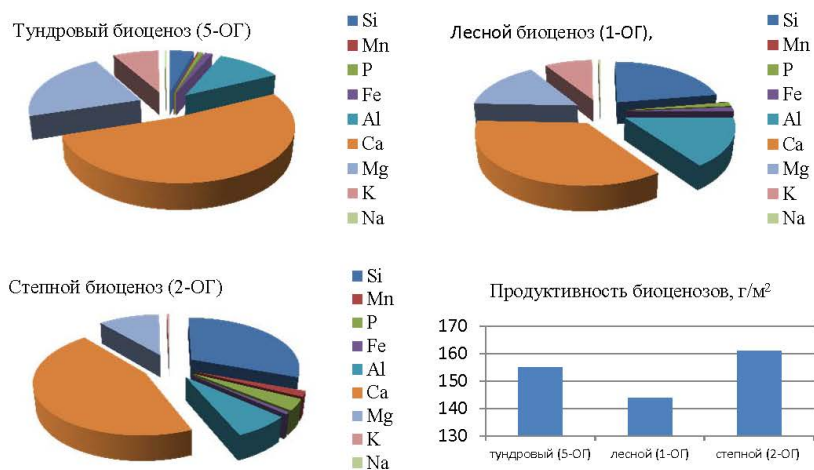 Тундровый биоценоз (5-ОГ)
Si
Mn
P
Fe
Al
Ca
Mg
K
Na
Лесной биоценоз (1-ОГ),
Si
Mn
P
Fe
Al
Ca
Mg
K
Na
Степной биоценоз (2-ОГ)
Si
Mn
P
Fe
Al
Ca
Mg
K
Na
Продуктивность биоценозов, г/м²
170
160
150
140
130
тундровый (5-ОГ) лесной (1-ОГ) степной (2-ОГ)